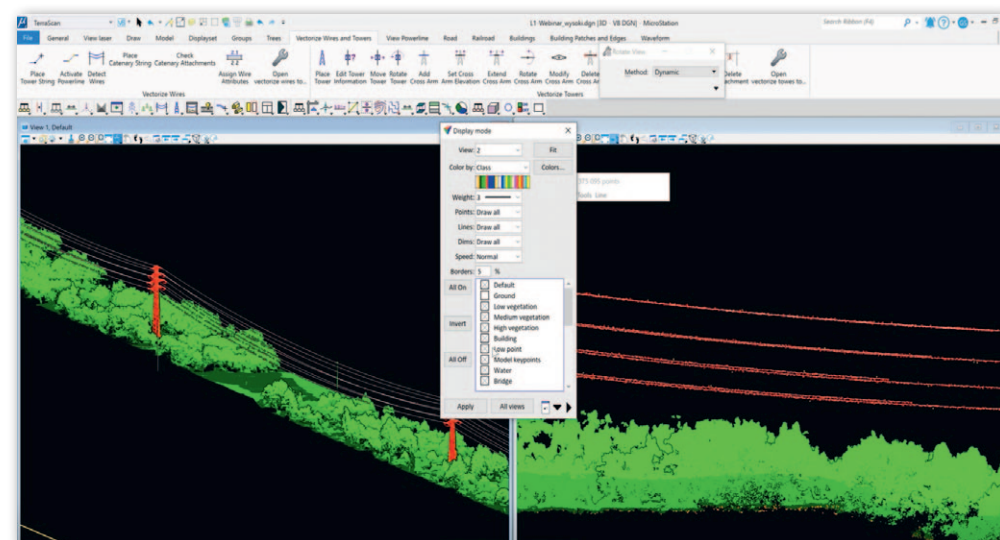 TerraScan
L1-Webinar_wysoki.dgn [3D - V8 DGN] - MicroStation
Search Ribbon (F4)
File General View laser Draw Model Displayset Groups Trees Vectorize Wires and Towers View Powerline Road Railroad Buildings Building Patches and Edges Waveform
Rotate View
Method: Dynamic
Place Tower String
Activate Powerline
Detect Wires
Place Catenary String
Check Catenary Attachments
Assign Wire Attributes
Open vectorize wires to...
Place Tower
Edit Tower Information
Move Tower
Rotate Tower
Add Cross Arm
Set Cross Arm Elevation
Extend Cross Arm
Rotate Cross Arm
Modify Cross Arm
Delete
Delete
Open vectorize towes to...
Vectorize Wires
Vectorize Towers
View 1, Default
Display mode
View: 2
Fit
Color by: Class
Colors...
Weight: 3
Points: Draw all
Lines: Draw all
Dims: Draw all
Speed: Normal
Borders: 5 %
All On
Invert
All Off
Default
Ground
Low vegetation
Medium vegetation
High vegetation
Building
Low point
Model keypoints
Water
Bridge
Apply
All views
points
Tools Line